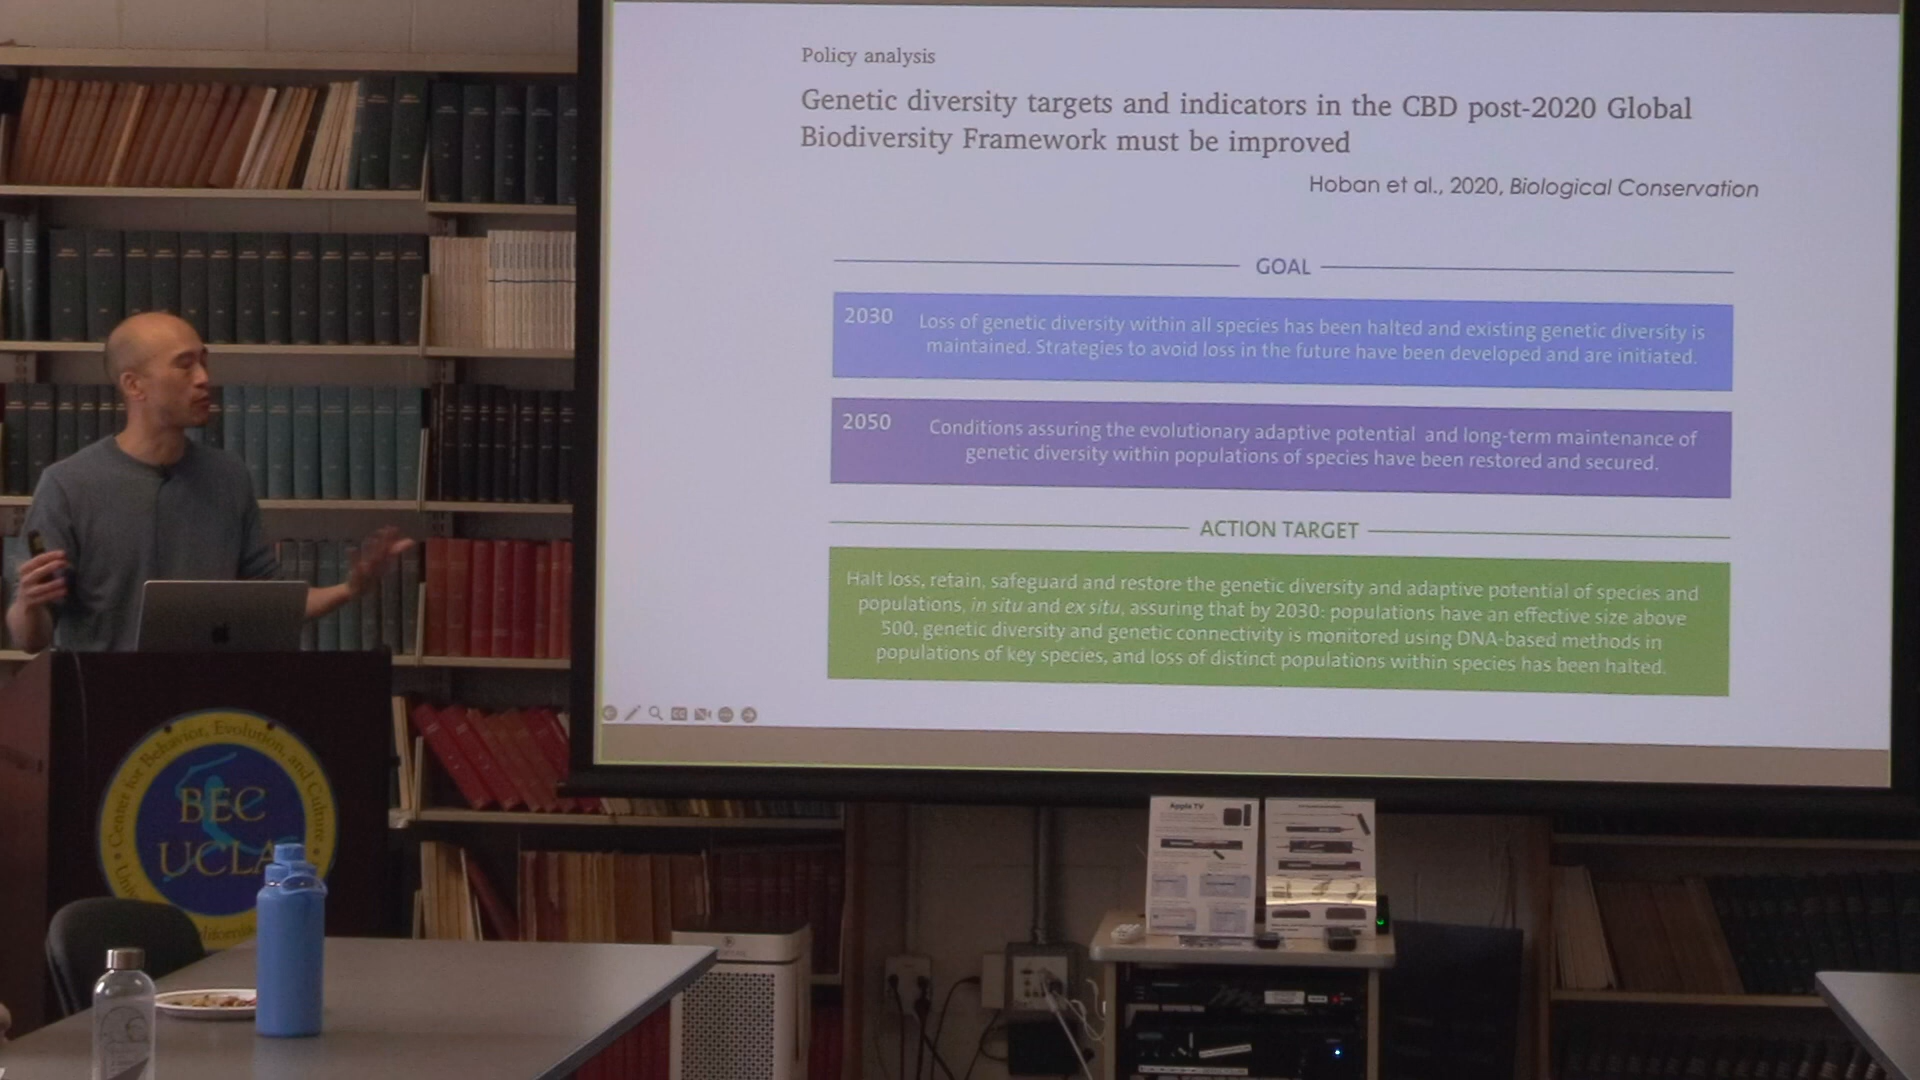 Policy analysis
Genetic diversity targets and indicators in the CBD post-2020 Global
Biodiversity Framework must be improved
Hoban et al., 2020, Biological Conservation
GOAL
2030
Loss of genetic diversity within all species has been halted and existing genetic diversity is
maintained. Strategies to avoid loss in the future have been developed and are initiated.
2050
Conditions assuring the evolutionary adaptive potential and long-term maintenance of
genetic diversity within populations of species have been restored and secured.
ACTION TARGET
Halt loss, retain, safeguard and restore the genetic diversity and adaptive potential of species and
populations, in situ and ex situ, assuring that by 2030: populations have an effective size above
500, genetic diversity and genetic connectivity is monitored using DNA-based methods in
populations of key species, and loss of distinct populations within species has been halted.
CC
Center for Behavior, Evolution, and Culture
BEC
UCLA
Apple TV